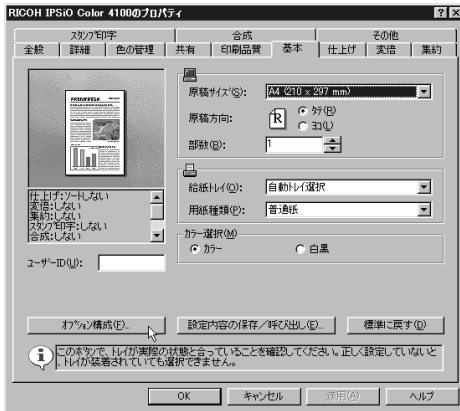 RICOH IPSiO Color 4100のプロパティ
スタンプ印字 合成 その他
全般 詳細 色の管理 共有 印刷品質 基本 仕上げ 変倍 集約
原稿サイズ(S): A4 (210 x 297 mm)
原稿方向: R タテ(R)
ヨコ(L)
部数(B): 1
給紙トレイ(O): 自動トレイ選択
用紙種類(P): 普通紙
仕上げ:ソートしない
変倍:しない
集約:しない
スタンプ印字:しない
合成:しない
カラー選択(M)
カラー 白黒
ユーザーID(U):
オプション構成(F)... 設定内容の保存/呼び出し(E)... 標準に戻す(D)
このボタンで、トレイが実際の状態と合っていることを確認してください。正しく設定していないと
、トレイが装着されていても選択できません。
OK キャンセル 適用(A) ヘルプ